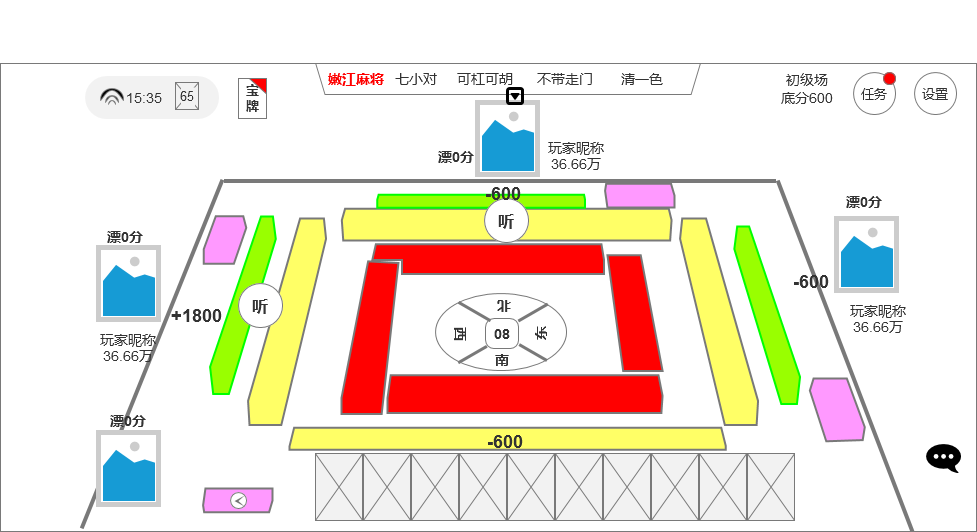 嫩江麻将 七小对 可杠可胡 不带走门 清一色
15:35 65
宝牌
初级场
底分600
任务
设置
漂0分
玩家昵称
36.66万
-600
听
漂0分
玩家昵称
36.66万
+1800
听
漂0分
-600
玩家昵称
36.66万
北
西
08
东
南
漂0分
-600